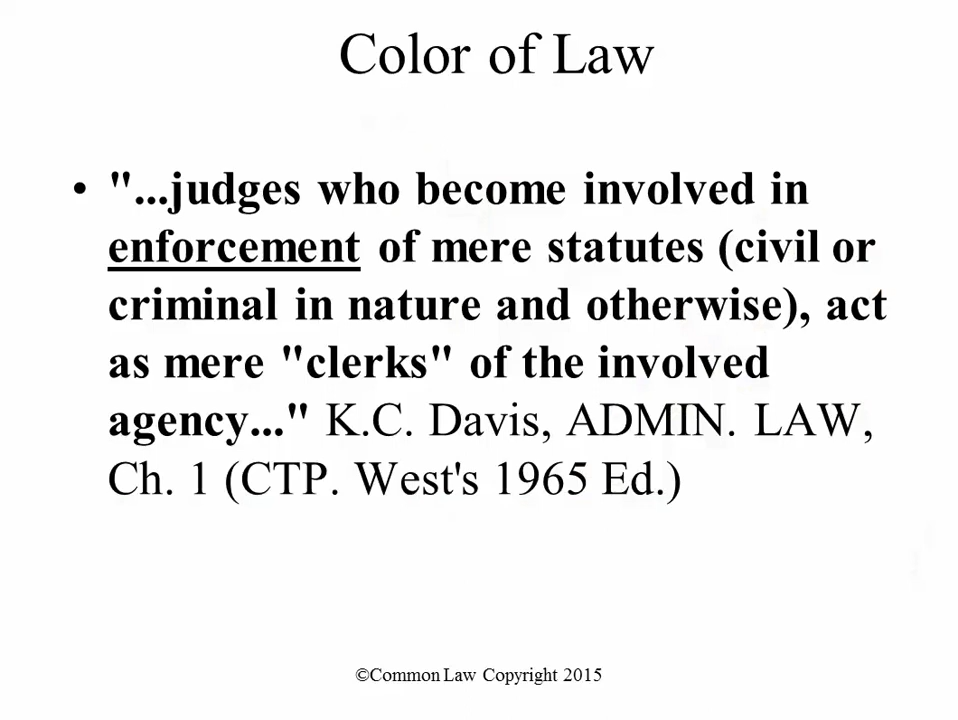 Color of Law
• "...judges who become involved in
enforcement of mere statutes (civil or
criminal in nature and otherwise), act
as mere "clerks" of the involved
agency..." K.C. Davis, ADMIN. LAW,
Ch. 1 (CTP. West's 1965 Ed.)
©Common Law Copyright 2015